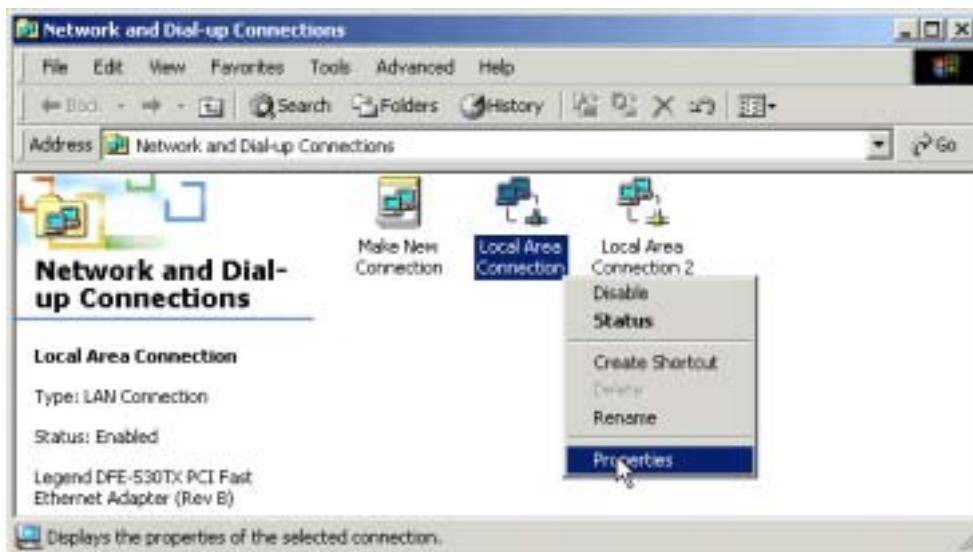 Network and Dial-up Connections
File Edit View Favorites Tools Advanced Help
Back Search Folders History
Address Network and Dial-up Connections Go
Make New Connection
Local Area Connection
Local Area Connection 2
Network and Dial-
up Connections
Local Area Connection
Type: LAN Connection
Status: Enabled
Legend DFE-530TX PCI Fast
Ethernet Adapter (Rev B)
Disable
Status
Create Shortcut
Delete
Rename
Properties
Displays the properties of the selected connection.